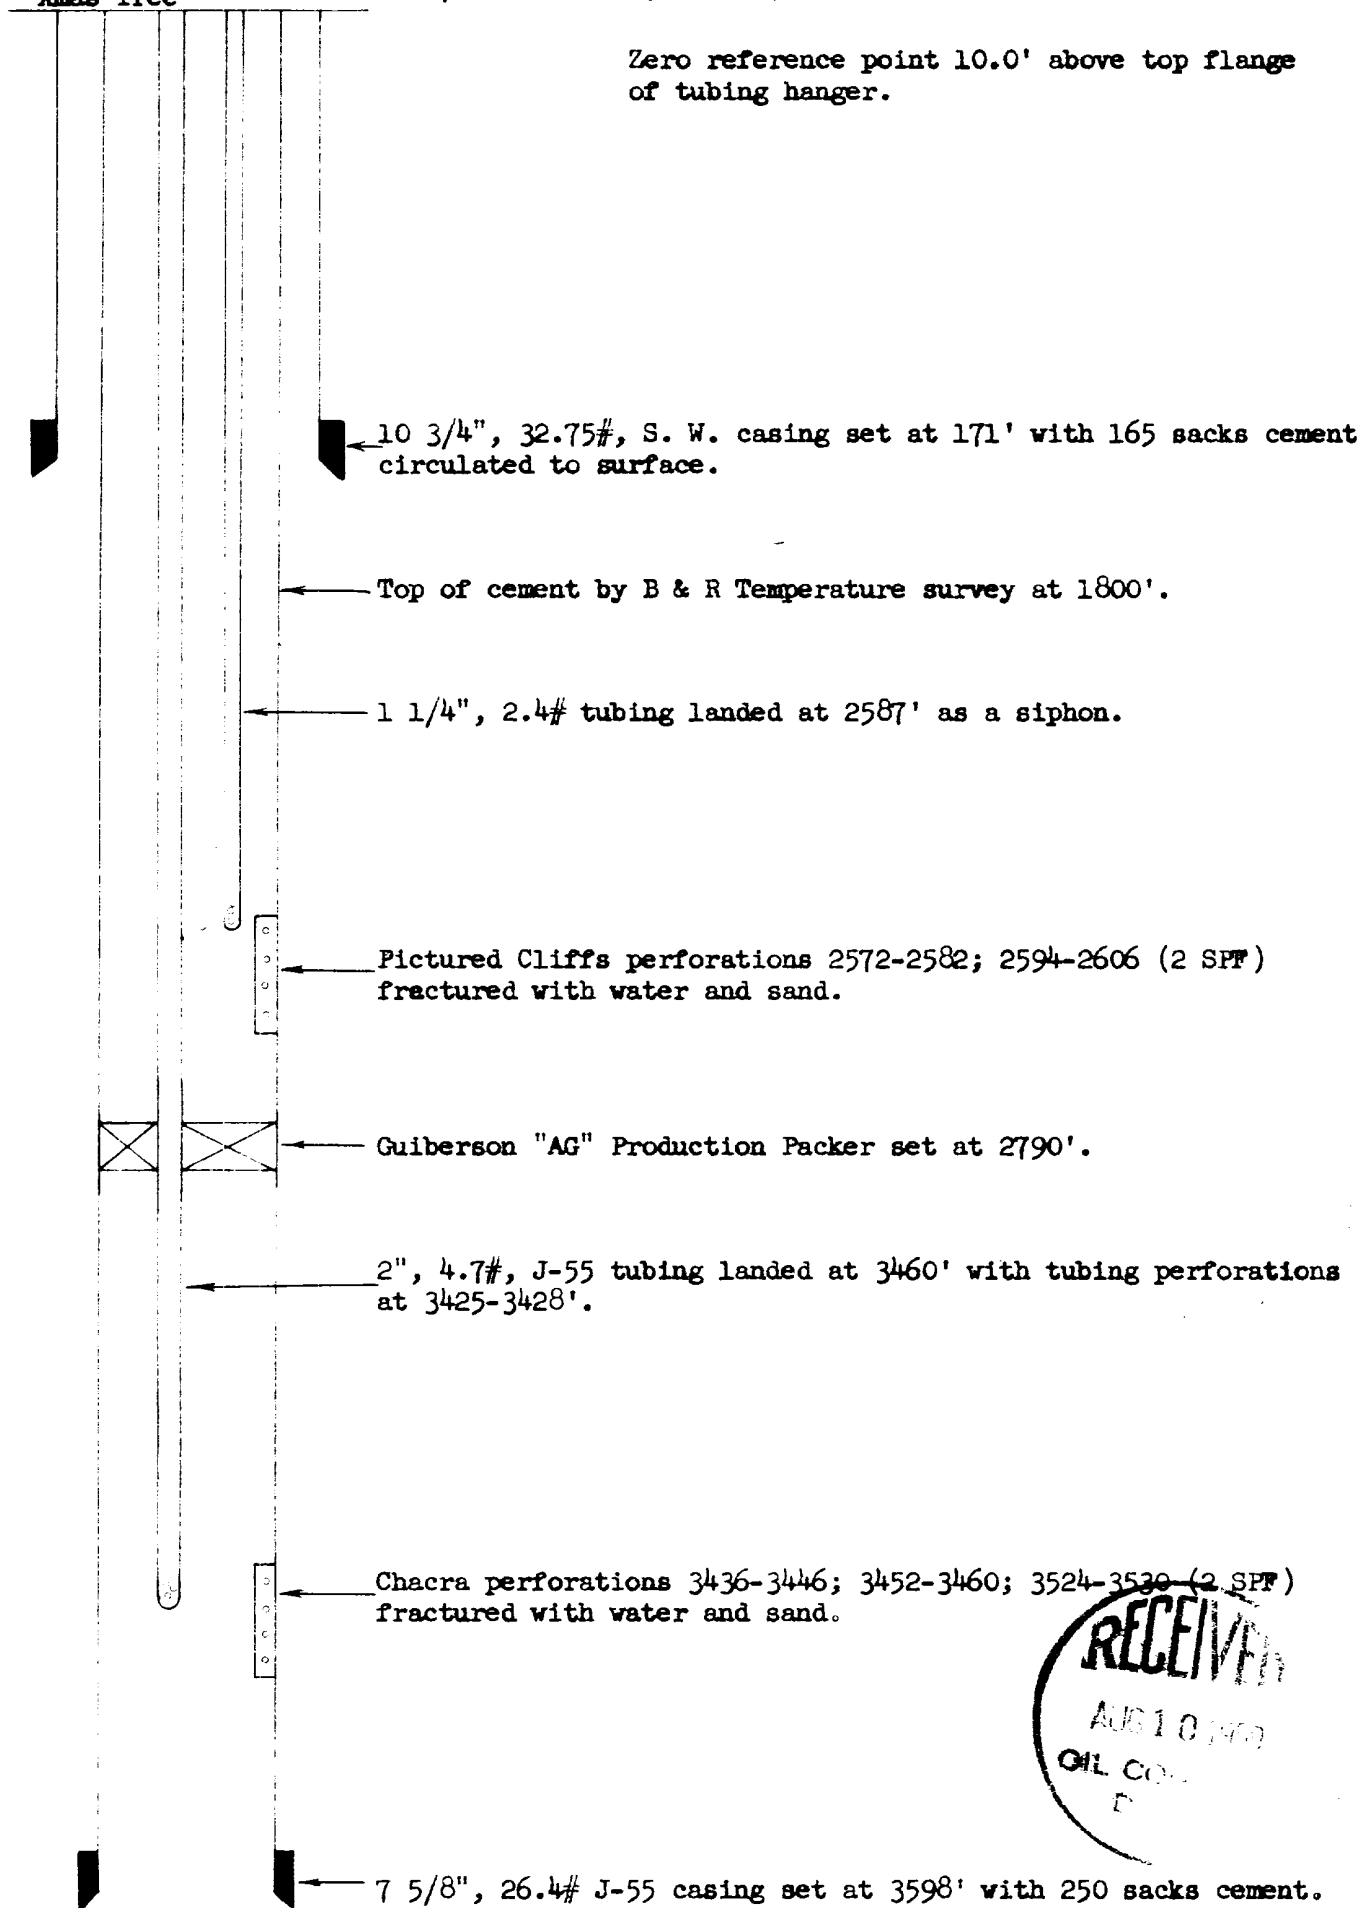 Zero reference point 10.0' above top flange
of tubing hanger.
10 3/4", 32.75#, S. W. casing set at 171' with 165 sacks cement
circulated to surface.
Top of cement by B & R Temperature survey at 1800'.
1 1/4", 2.4# tubing landed at 2587' as a siphon.
Pictured Cliffs perforations 2572-2582; 2594-2606 (2 SPF)
fractured with water and sand.
Guiberson "AG" Production Packer set at 2790'.
2", 4.7#, J-55 tubing landed at 3460' with tubing perforations
at 3425-3428'.
Chacra perforations 3436-3446; 3452-3460; 3524-3530 (2 SPF)
fractured with water and sand.
RECEIVED
AUG 10
OIL
7 5/8", 26.4# J-55 casing set at 3598' with 250 sacks cement.